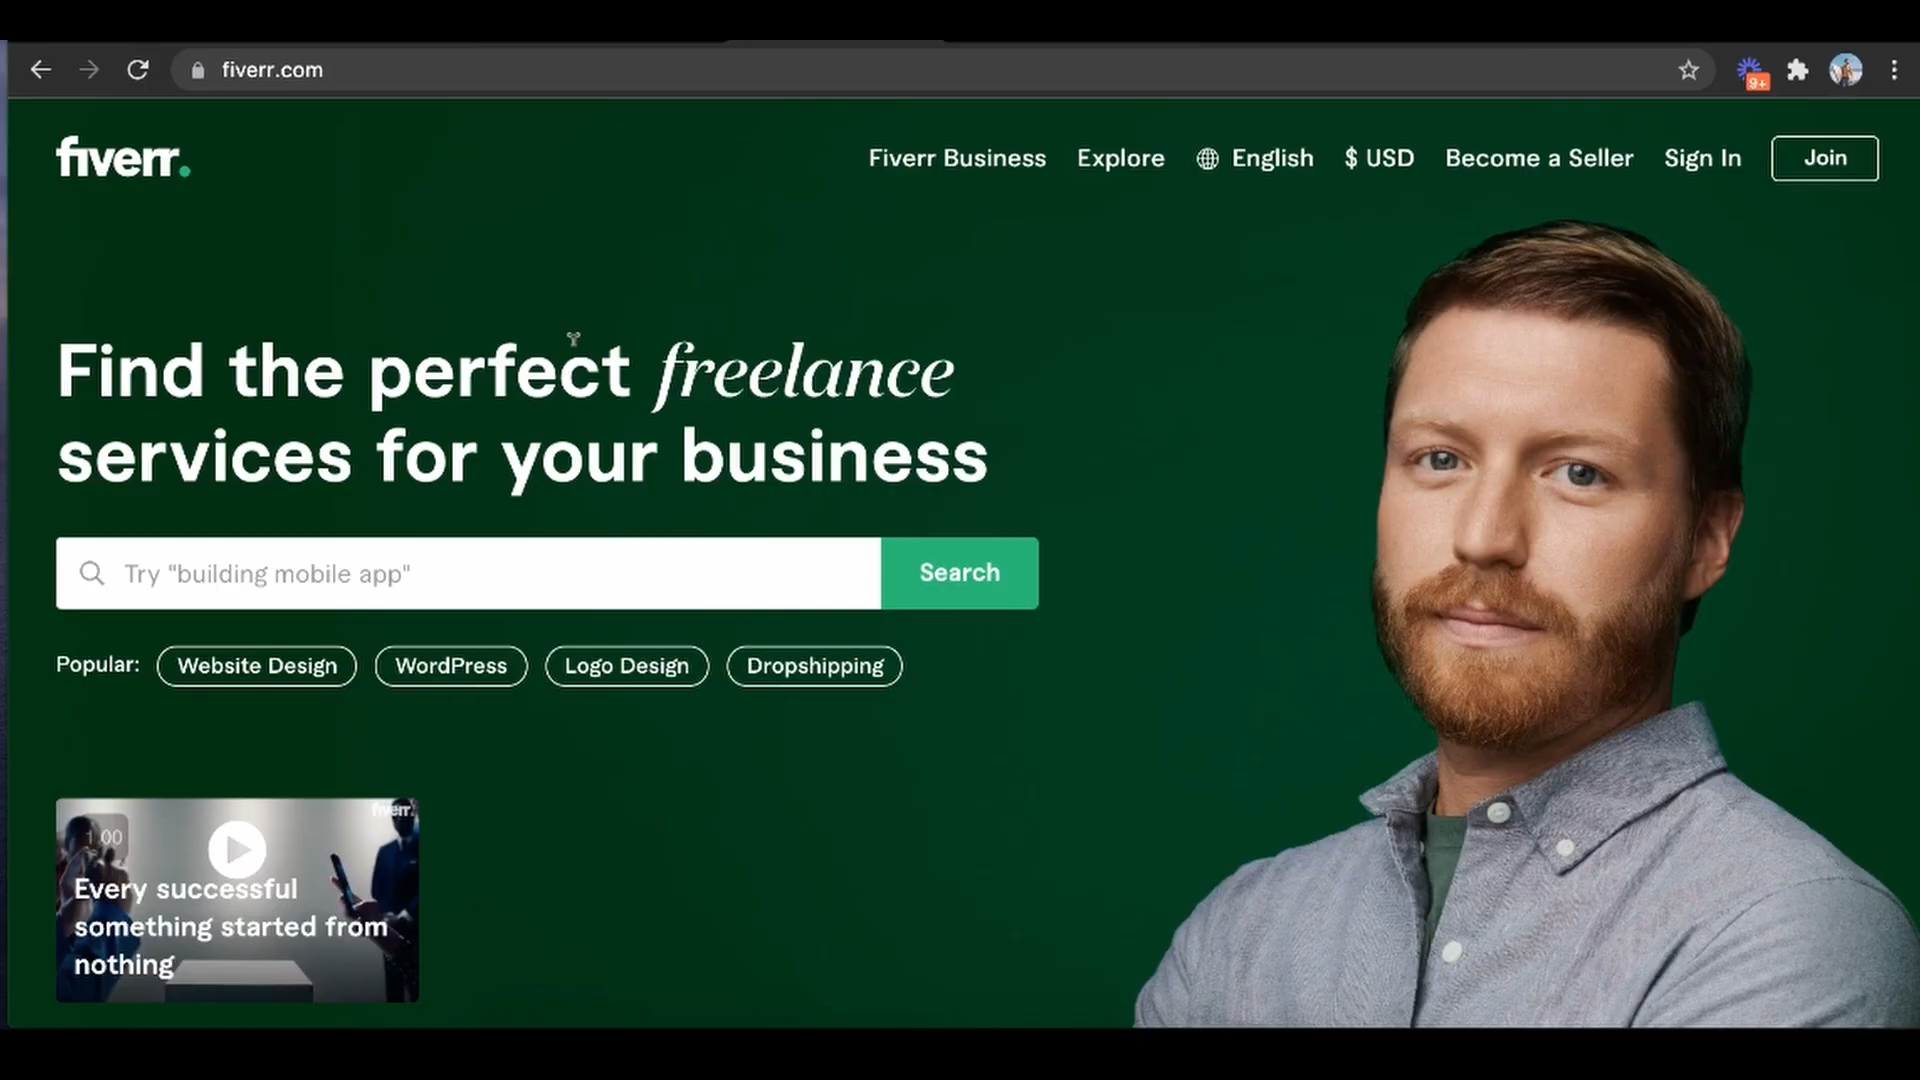 fiverr.com
9+
fiverr.
Fiverr Business
Explore
English
$ USD
Become a Seller
Sign In
Join
Find the perfect freelance
services for your business
Try "building mobile app"
Search
Popular:
Website Design
WordPress
Logo Design
Dropshipping
fiverr.
1.00
Every successful
something started from
nothing